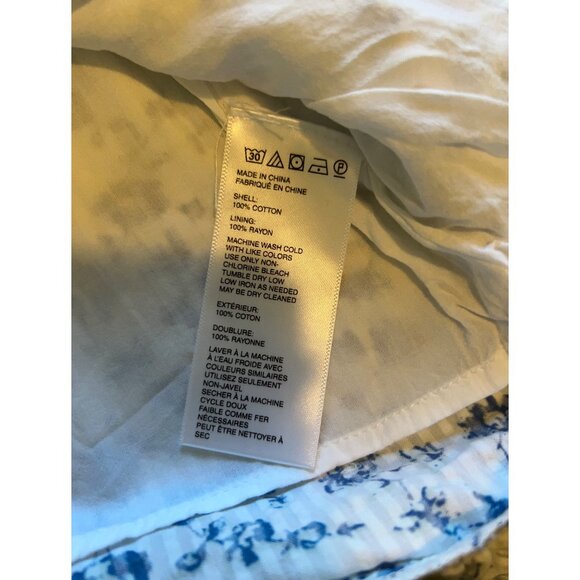 30 P
MADE IN CHINA
FABRIQUÉ EN CHINE
SHELL:
100% COTTON
LINING:
100% RAYON
MACHINE WASH COLD
WITH LIKE COLORS
USE ONLY NON-
CHLORINE BLEACH
TUMBLE DRY LOW
LOW IRON AS NEEDED
MAY BE DRY CLEANED
EXTÉRIEUR:
100% COTON
DOUBLURE:
100% RAYONNE
LAVER À LA MACHINE
À L'EAU FROIDE AVEC
COULEURS SIMILAIRES
UTILISEZ SEULEMENT
NON-JAVEL
SECHER À LA MACHINE
CYCLE DOUX
FAIBLE COMME FER
NÉCESSAIRES
PEUT ÊTRE NETTOYER À
SEC